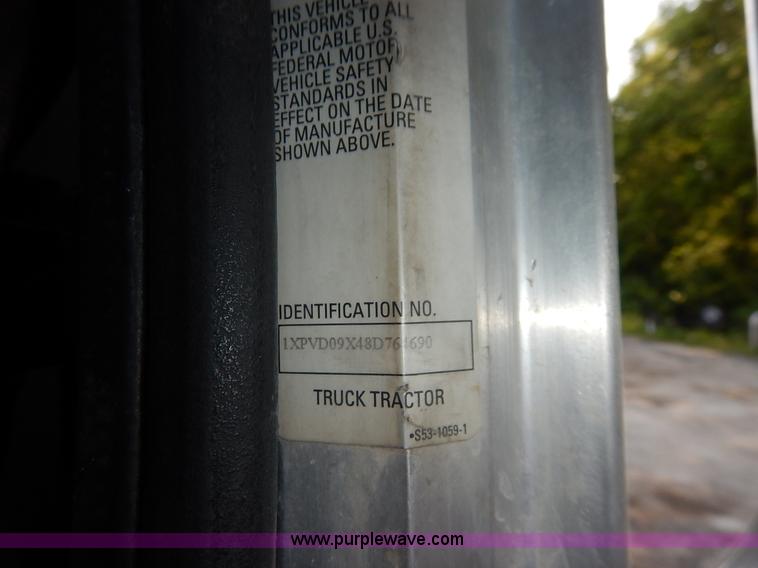 THIS VEHICLE
CONFORMS TO ALL
APPLICABLE U.S.
FEDERAL MOTOR
VEHICLE SAFETY
STANDARDS IN
EFFECT ON THE DATE
OF MANUFACTURE
SHOWN ABOVE.
IDENTIFICATION NO.
1XPVD09X48D764690
TRUCK TRACTOR
•S53-1059-1
www.purplewave.com